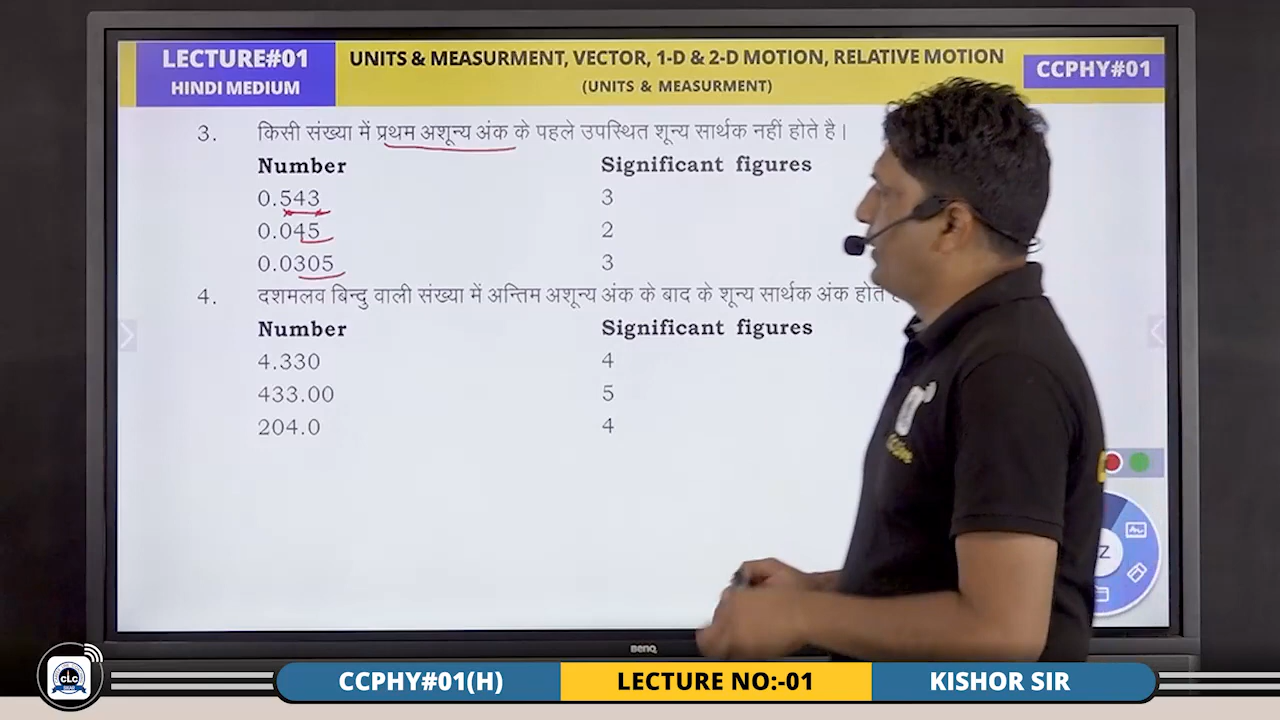 LECTURE#01
HINDI MEDIUM
UNITS & MEASURMENT, VECTOR, 1-D & 2-D MOTION, RELATIVE MOTION
(UNITS & MEASURMENT)
CCPHY#01
3. किसी संख्या में प्रथम अशून्य अंक के पहले उपस्थित शून्य सार्थक नहीं होते है।
Number Significant figures
0.543 3
0.045 2
0.0305 3
4. दशमलव बिन्दु वाली संख्या में अन्तिम अशून्य अंक के बाद के शून्य सार्थक अंक होते
Number Significant figures
4.330 4
433.00 5
204.0 4
BenQ
CLC
CCPHY#01(H) LECTURE NO:-01 KISHOR SIR